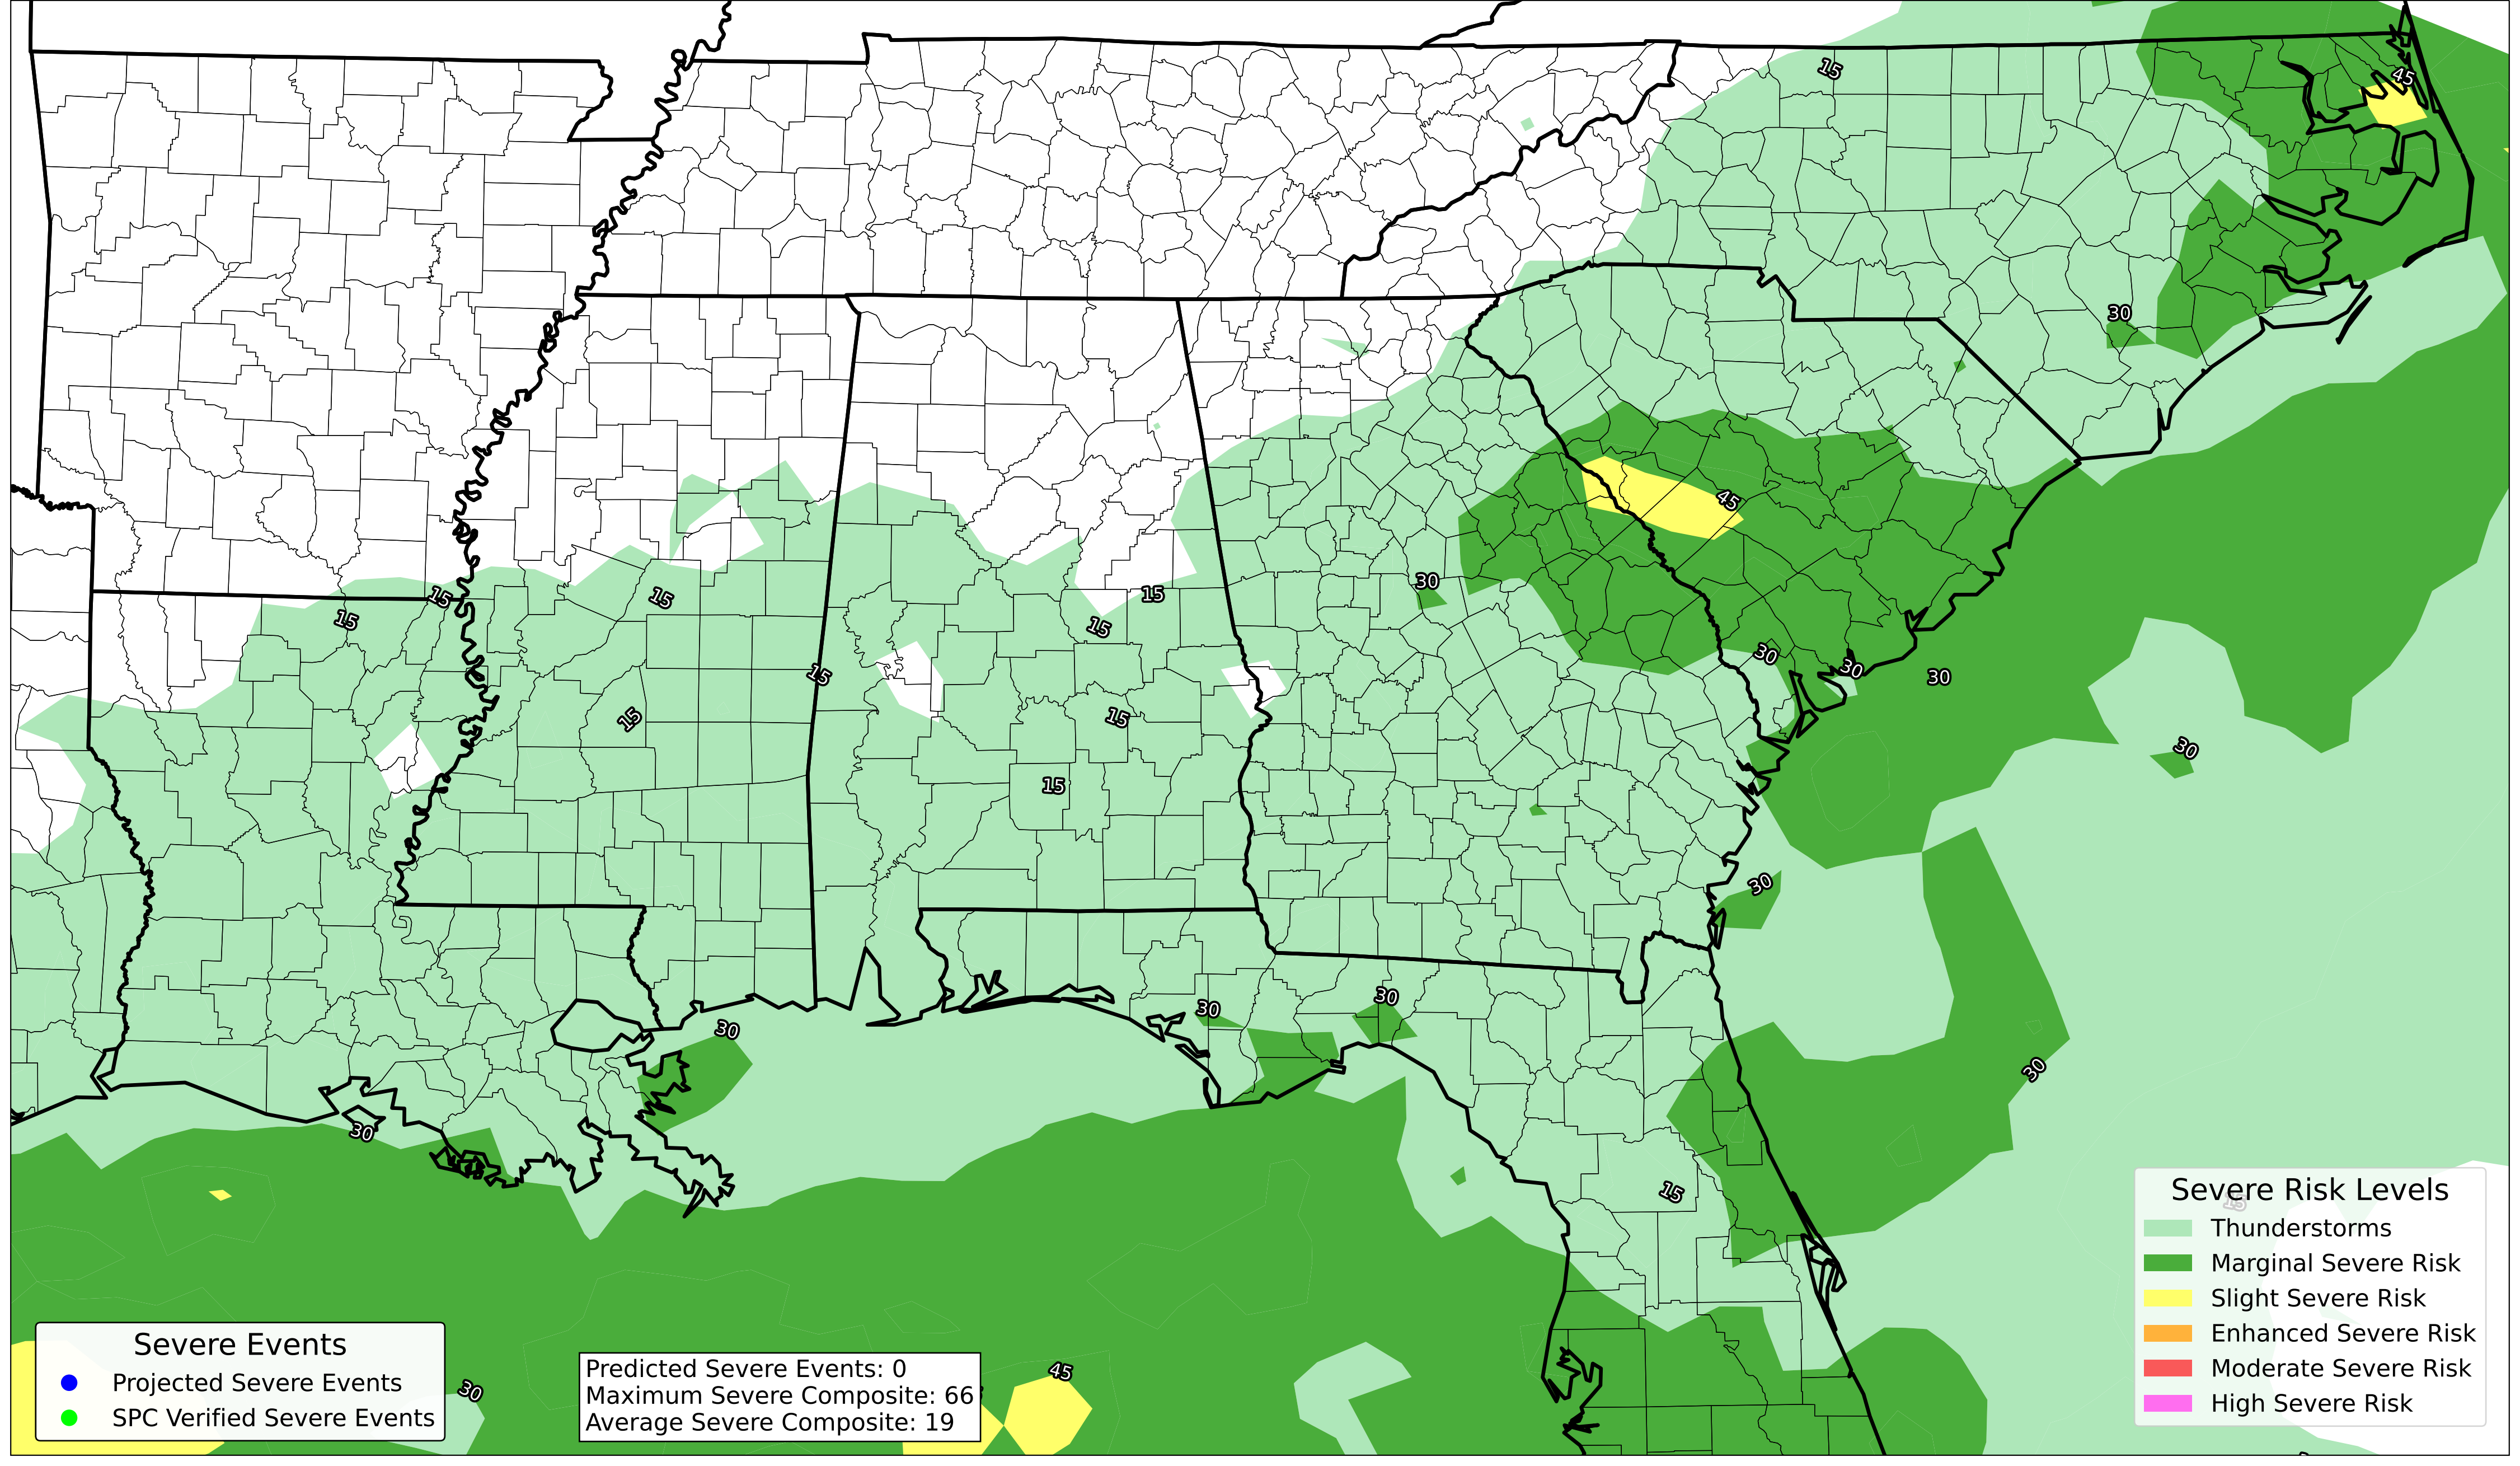 15
45
30
45
15
15
15
15
30
15
15
30
30
30
15
15
15
30
15
30
30
30
30
30
30
15
15
30
45
Severe Events
Projected Severe Events
SPC Verified Severe Events
Predicted Severe Events: 0
Maximum Severe Composite: 66
Average Severe Composite: 19
Severe Risk Levels
Thunderstorms
Marginal Severe Risk
Slight Severe Risk
Enhanced Severe Risk
Moderate Severe Risk
High Severe Risk